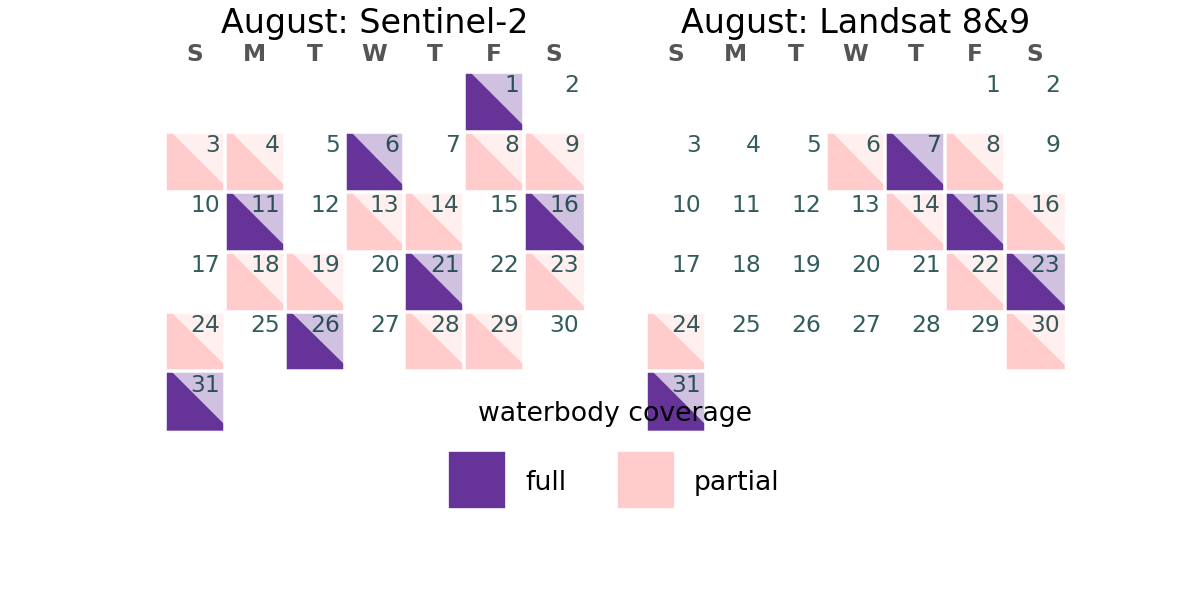 August: Sentinel-2
S M T W T F S
1 2
3 4 5 6 7 8 9
10 11 12 13 14 15 16
17 18 19 20 21 22 23
24 25 26 27 28 29 30
31
August: Landsat 8&9
S M T W T F S
1 2
3 4 5 6 7 8 9
10 11 12 13 14 15 16
17 18 19 20 21 22 23
24 25 26 27 28 29 30
31
waterbody coverage
full partial